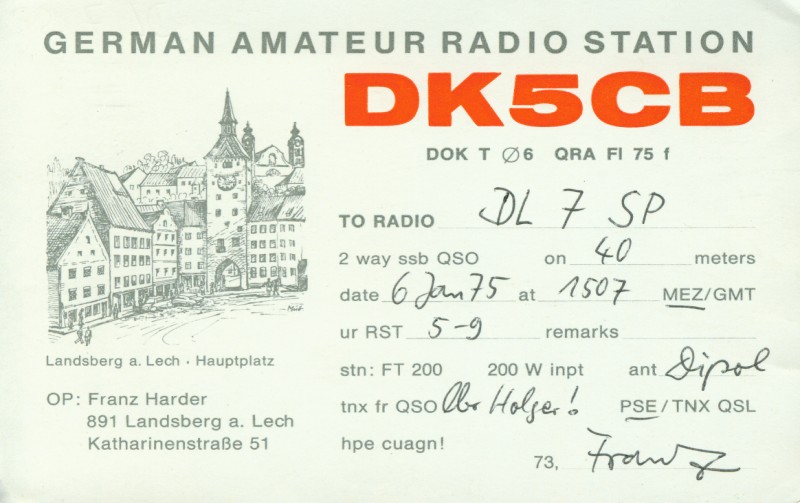 GERMAN AMATEUR RADIO STATION
DK5CB
DOK T Ø6 QRA FI 75 f
TO RADIO DL 7 SP
2 way ssb QSO on 40 meters
date 6 Jan 75 at 1507 MEZ/GMT
ur RST 5-9 remarks
stn: FT 200 200 W inpt ant Dipol
tnx fr QSO Obr Holger! PSE/TNX QSL
hpe cuagn!
73, Franz
Landsberg a. Lech · Hauptplatz
OP: Franz Harder
891 Landsberg a. Lech
Katharinenstraße 51